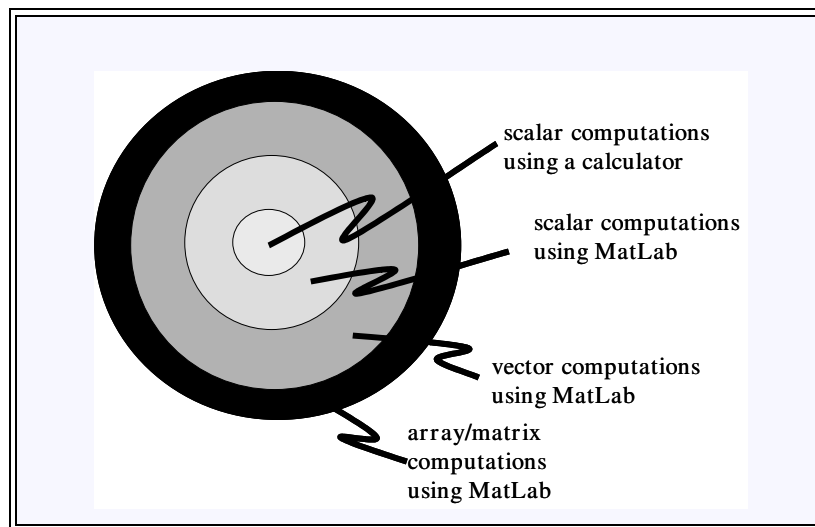 scalar computations
using a calculator
scalar computations
using MatLab
vector computations
using MatLab
array/matrix
computations
using MatLab